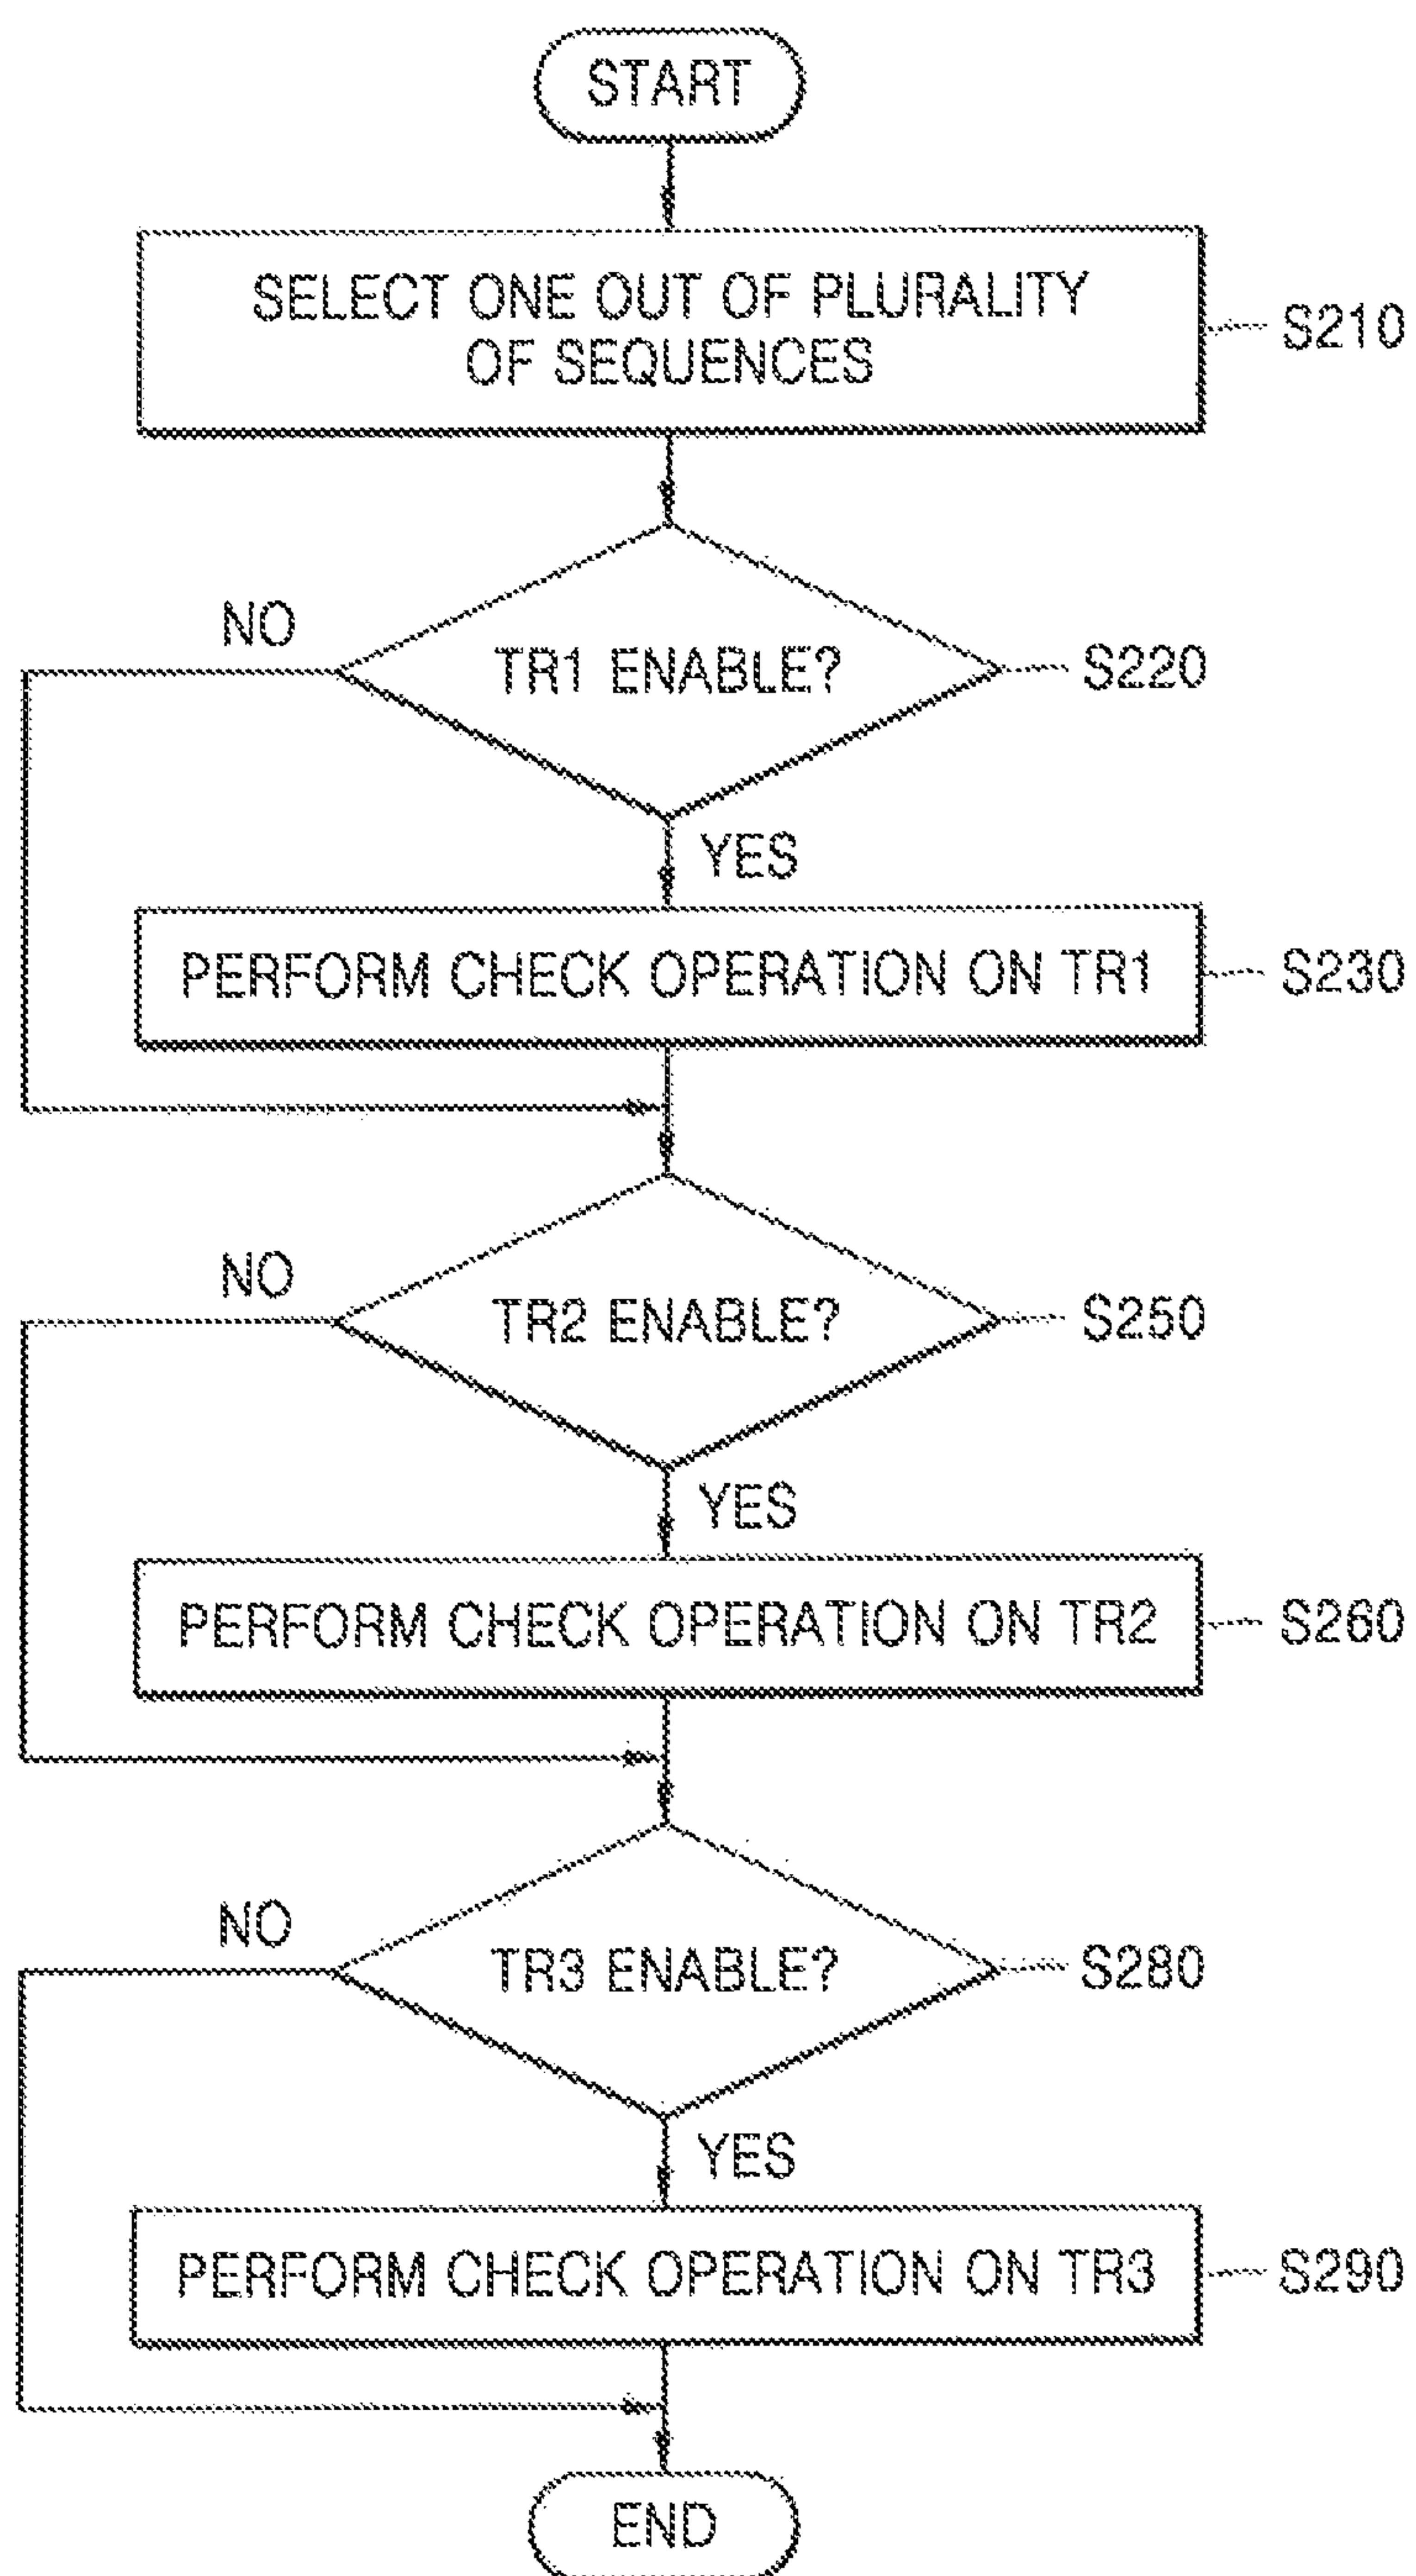 START
SELECT ONE OUT OF PLURALITY
OF SEQUENCES
S210
NO
TR1 ENABLE?
S220
YES
PERFORM CHECK OPERATION ON TR1
S230
NO
TR2 ENABLE?
S250
YES
PERFORM CHECK OPERATION ON TR2
S260
NO
TR3 ENABLE?
S280
YES
PERFORM CHECK OPERATION ON TR3
S290
END